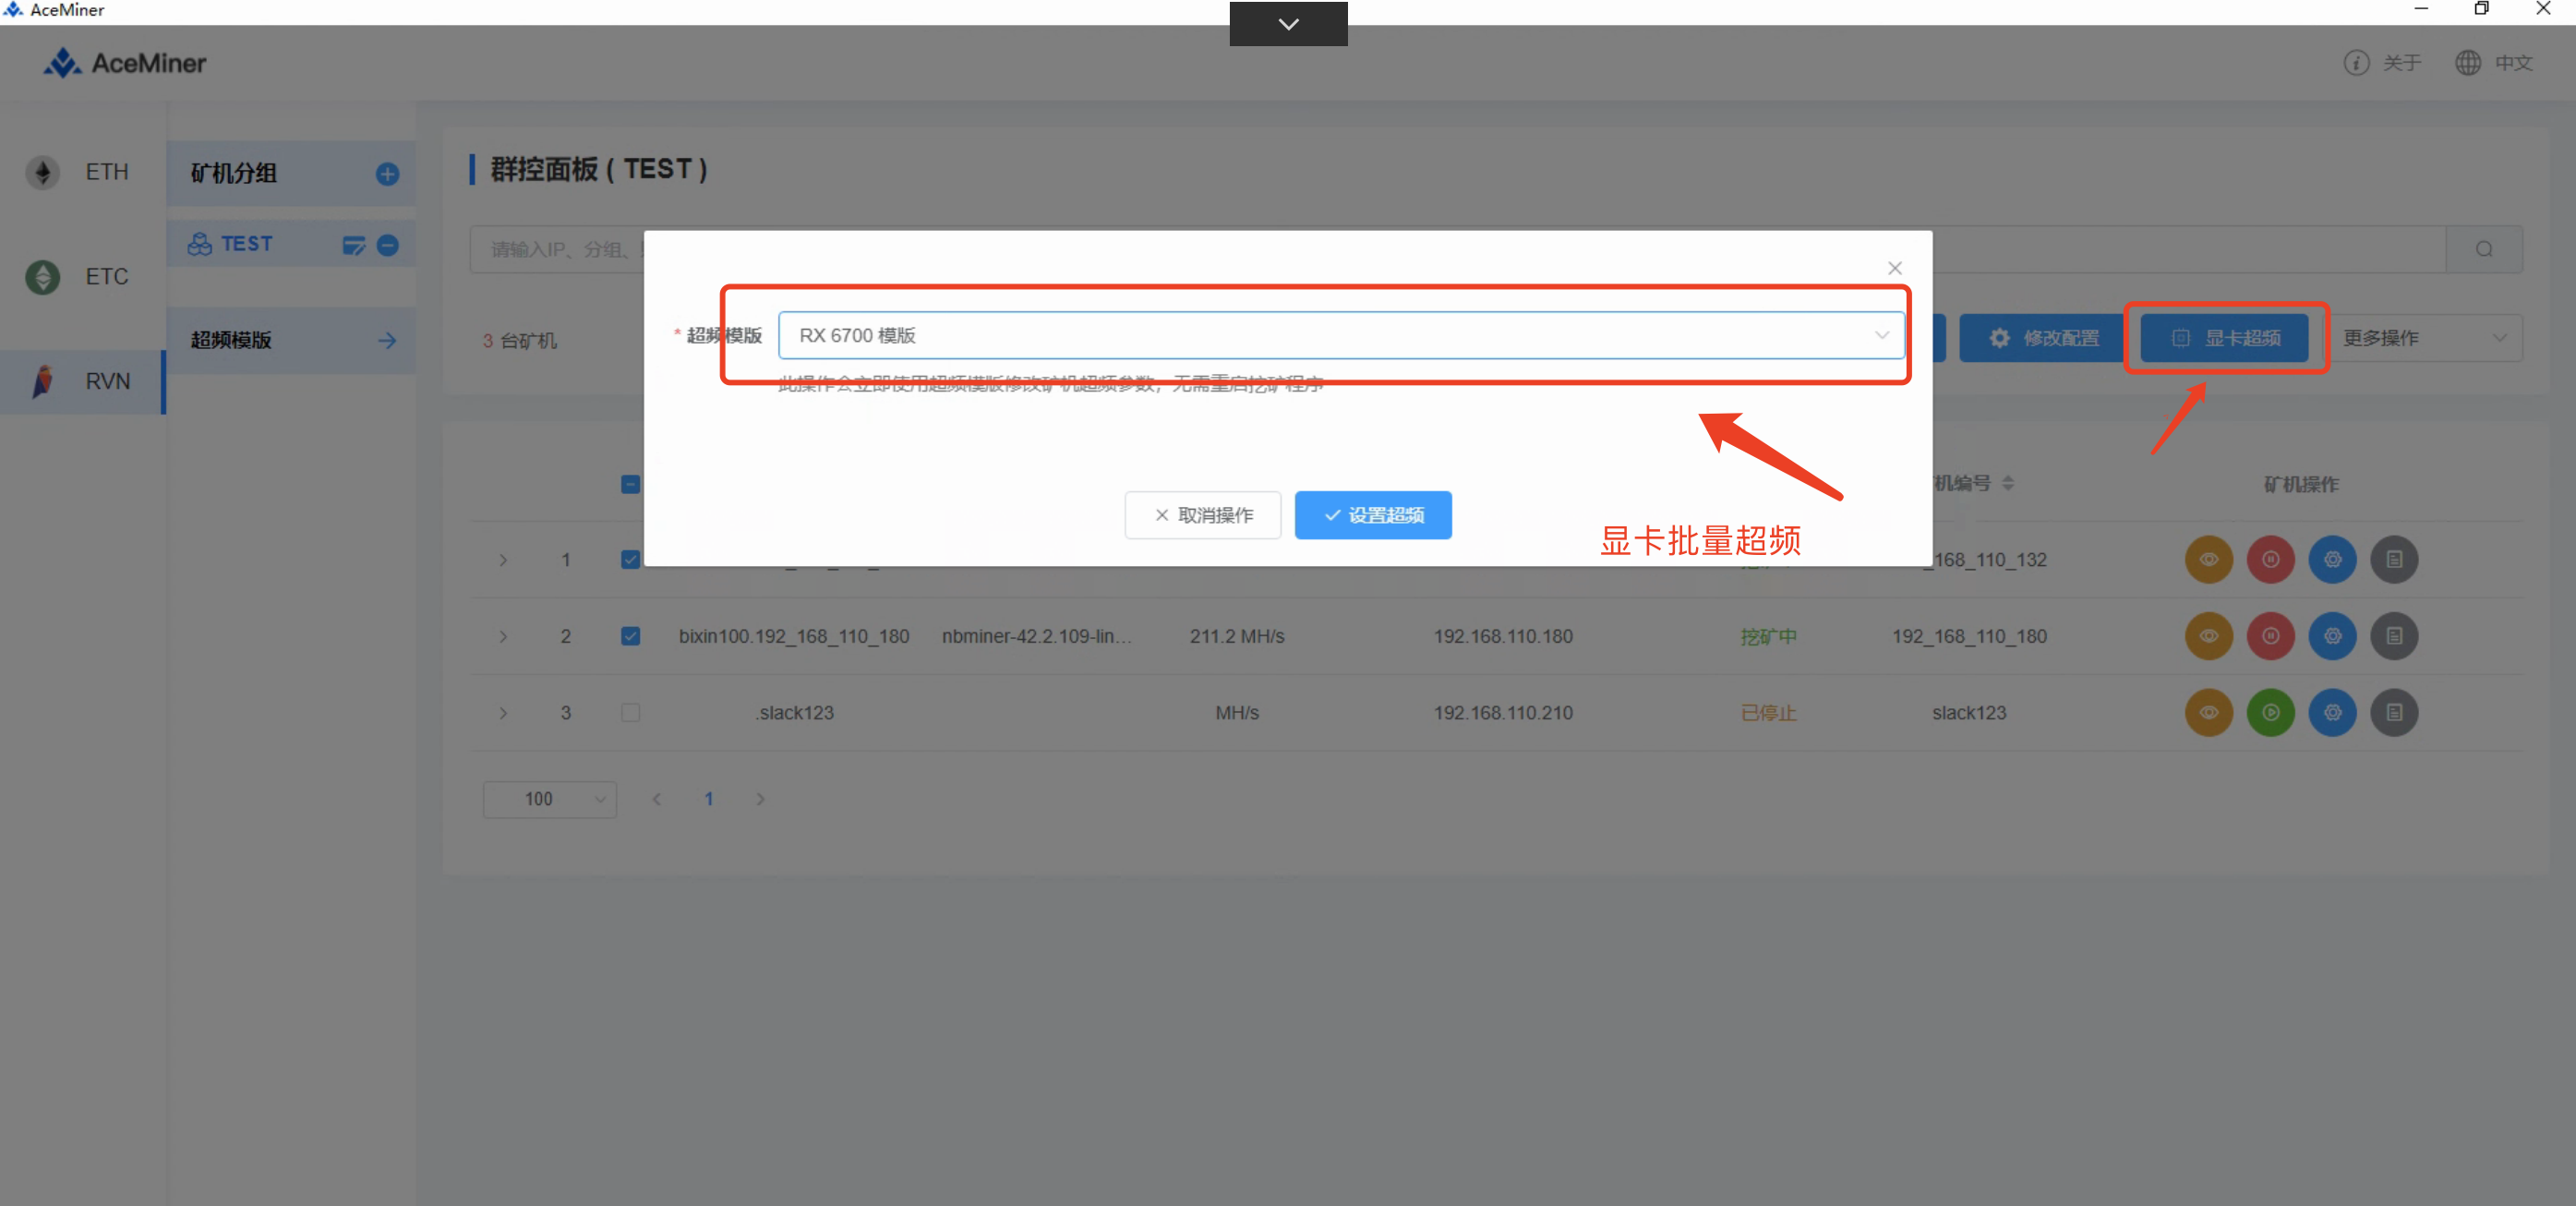 AceMiner
AceMiner
关于
中文
ETH
ETC
RVN
矿机分组
TEST
超频模版
群控面板 ( TEST )
请输入IP、分组、
3 台矿机
修改配置
显卡超频
更多操作
* 超频模版
RX 6700 模版
此操作会立即使用超频模版修改矿机超频参数，无需重启挖矿程序
取消操作
设置超频
显卡批量超频
机编号
矿机操作
1
_168_110_132
2
bixin100.192_168_110_180
nbminer-42.2.109-lin...
211.2 MH/s
192.168.110.180
挖矿中
192_168_110_180
3
.slack123
MH/s
192.168.110.210
已停止
slack123
100
1